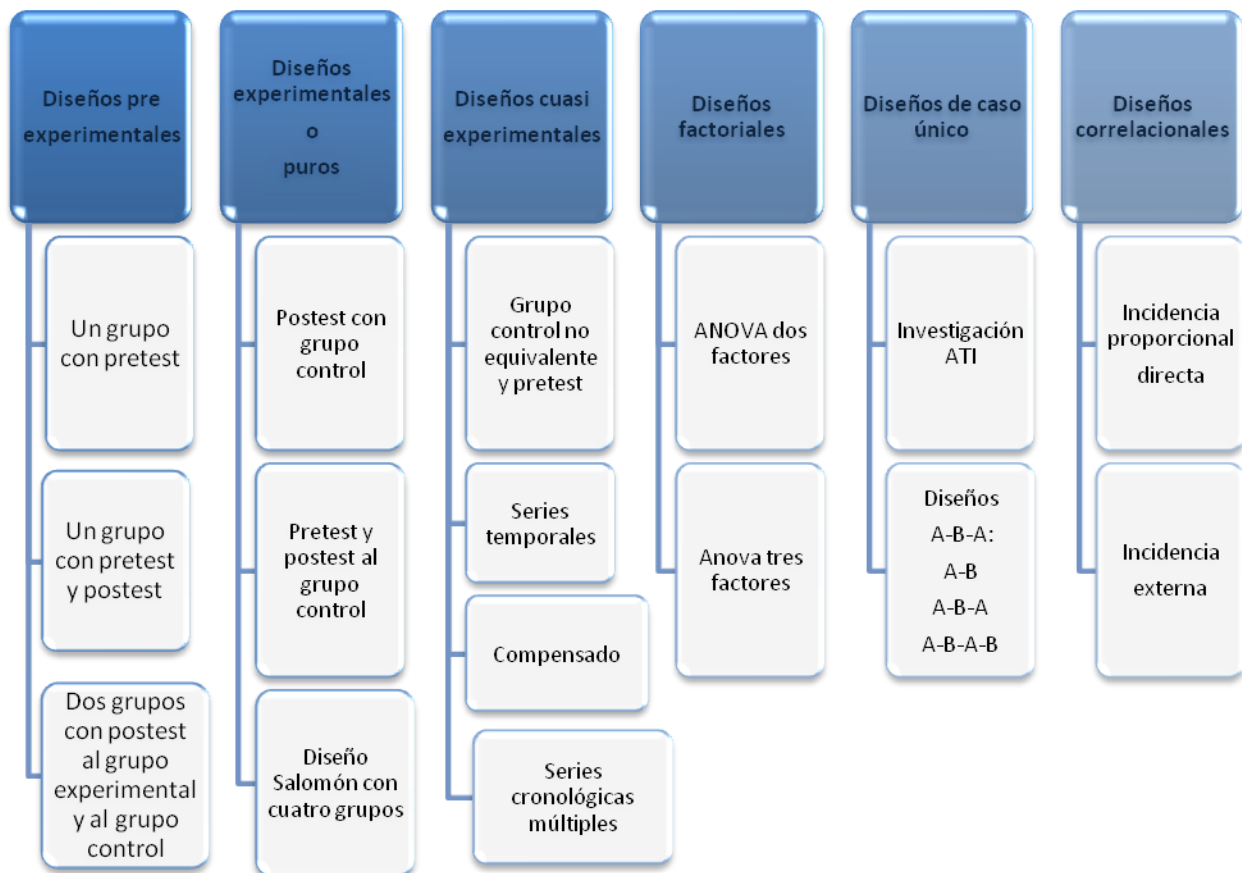 Diseños pre
experimentales
Un grupo
con pretest
Un grupo
con pretest
y postest
Dos grupos
con postest
al grupo
experimental
y al grupo
control
Diseños
experimentales
o
puros
Postest con
grupo
control
Pretest y
postest al
grupo
control
Diseño
Salomón con
cuatro grupos
Diseños cuasi
experimentales
Grupo
control no
equivalente
y pretest
Series
temporales
Compensado
Series
cronológicas
múltiples
Diseños
factoriales
ANOVA dos
factores
Anova tres
factores
Diseños de caso
único
Investigación
ATI
Diseños
A-B-A:
A-B
A-B-A
A-B-A-B
Diseños
correlacionales
Incidencia
proporcional
directa
Incidencia
externa